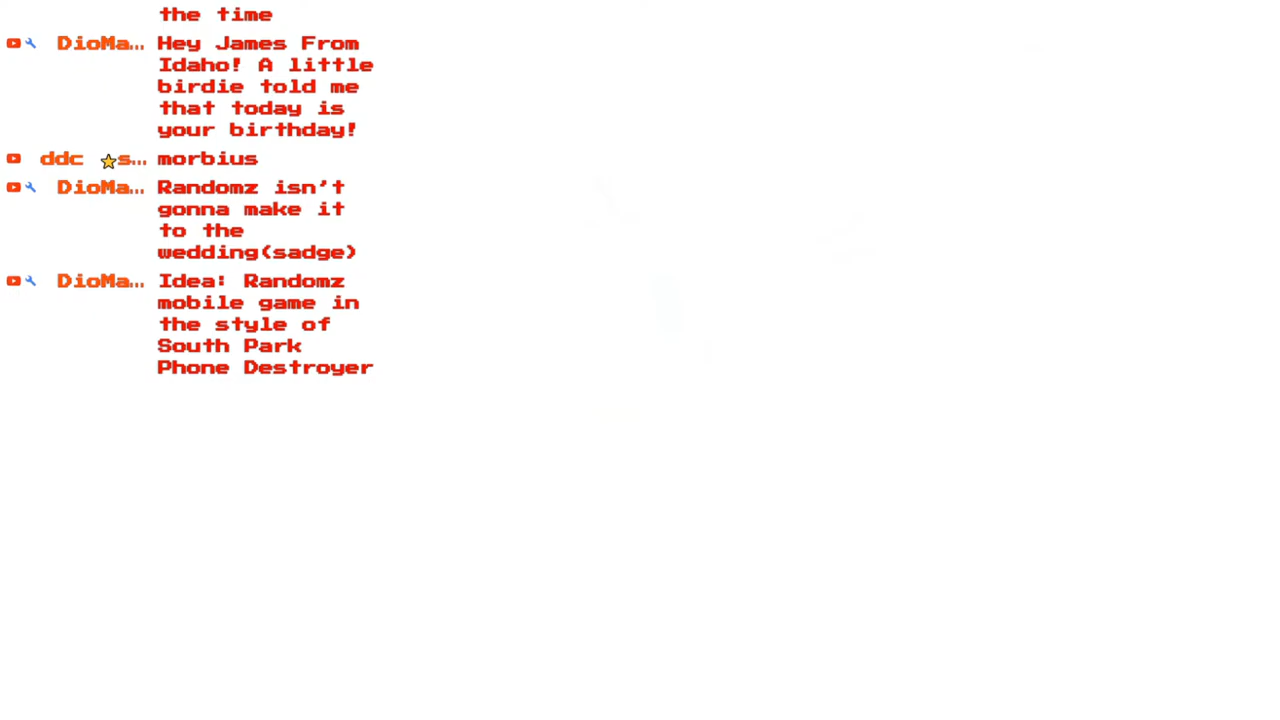 the time
DioMa... Hey James From
Idaho! A little
birdie told me
that today is
your birthday!
ddc ⭐s... morbius
DioMa... Randomz isn't
gonna make it
to the
wedding(sadge)
DioMa... Idea: Randomz
mobile game in
the style of
South Park
Phone Destroyer